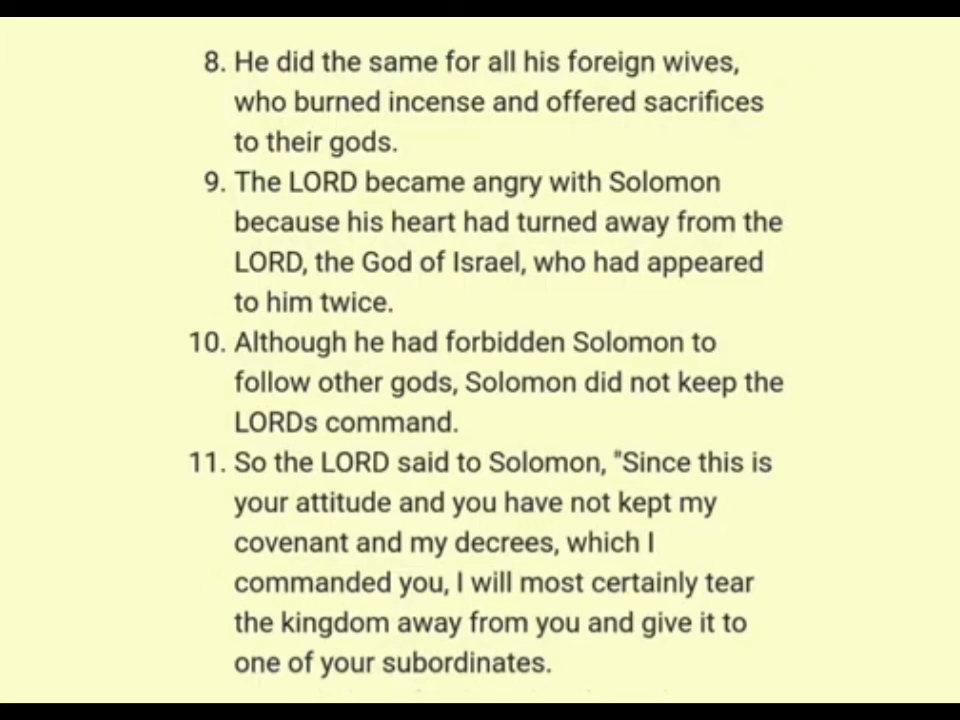 8. He did the same for all his foreign wives,
who burned incense and offered sacrifices
to their gods.
9. The LORD became angry with Solomon
because his heart had turned away from the
LORD, the God of Israel, who had appeared
to him twice.
10. Although he had forbidden Solomon to
follow other gods, Solomon did not keep the
LORDs command.
11. So the LORD said to Solomon, "Since this is
your attitude and you have not kept my
covenant and my decrees, which I
commanded you, I will most certainly tear
the kingdom away from you and give it to
one of your subordinates.